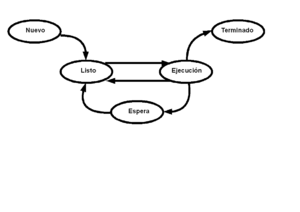 Nuevo
Terminado
Listo
Ejecución
Espera